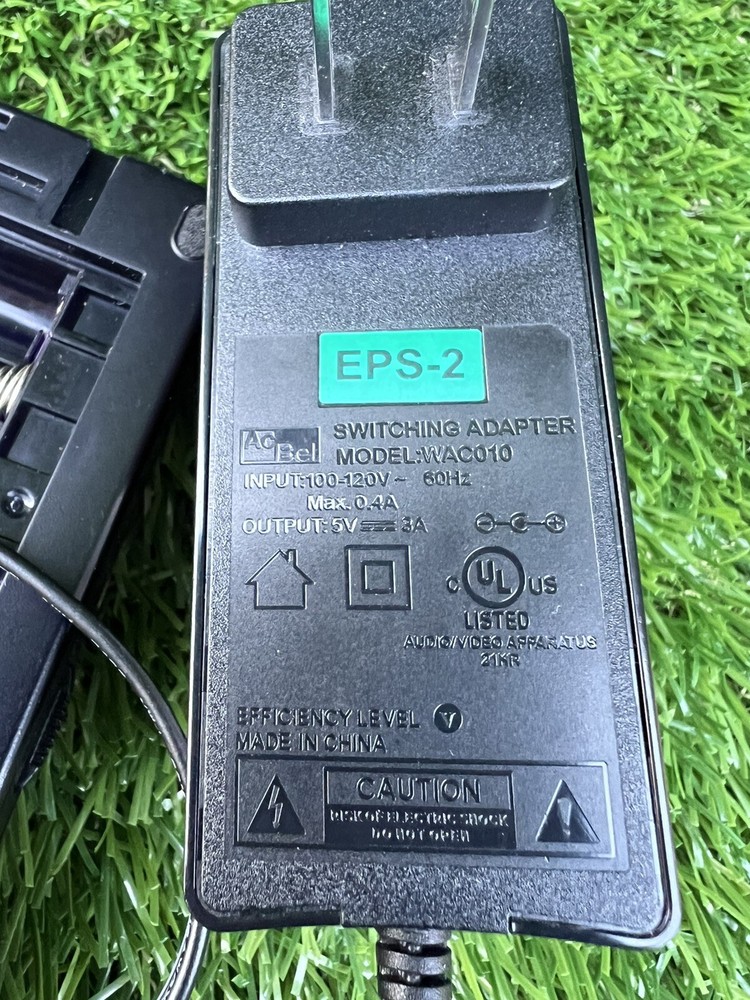 EPS-2
AcBel
SWITCHING ADAPTER
MODEL:WAC010
INPUT:100-120V~ 60Hz
Max. 0.4A
OUTPUT:5V⎓3A
c UL US
LISTED
AUDIO/VIDEO APPARATUS
21KR
EFFICIENCY LEVEL V
MADE IN CHINA
CAUTION
RISK OF ELECTRIC SHOCK
DO NOT OPEN